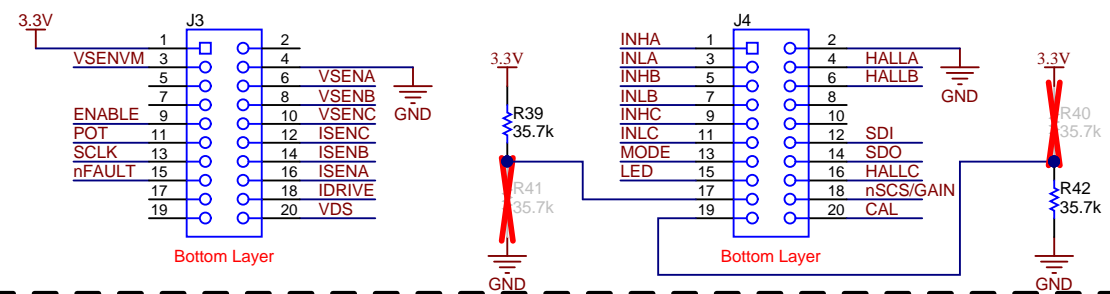 3.3V
J3
1 2
VSENVM 3 4
5 6 VSENA
7 8 VSENB
ENABLE 9 10 VSENC
POT 11 12 ISENC
SCLK 13 14 ISENB
nFAULT 15 16 ISENA
17 18 IDRIVE
19 20 VDS
GND
Bottom Layer
3.3V
R39
35.7k
R41
35.7k
GND
J4
INHA 1 2
INLA 3 4 HALLA
INHB 5 6 HALLB
INLB 7 8
INHC 9 10
INLC 11 12 SDI
MODE 13 14 SDO
LED 15 16 HALLC
17 18 nSCS/GAIN
19 20 CAL
GND
Bottom Layer
3.3V
R40
35.7k
R42
35.7k
GND